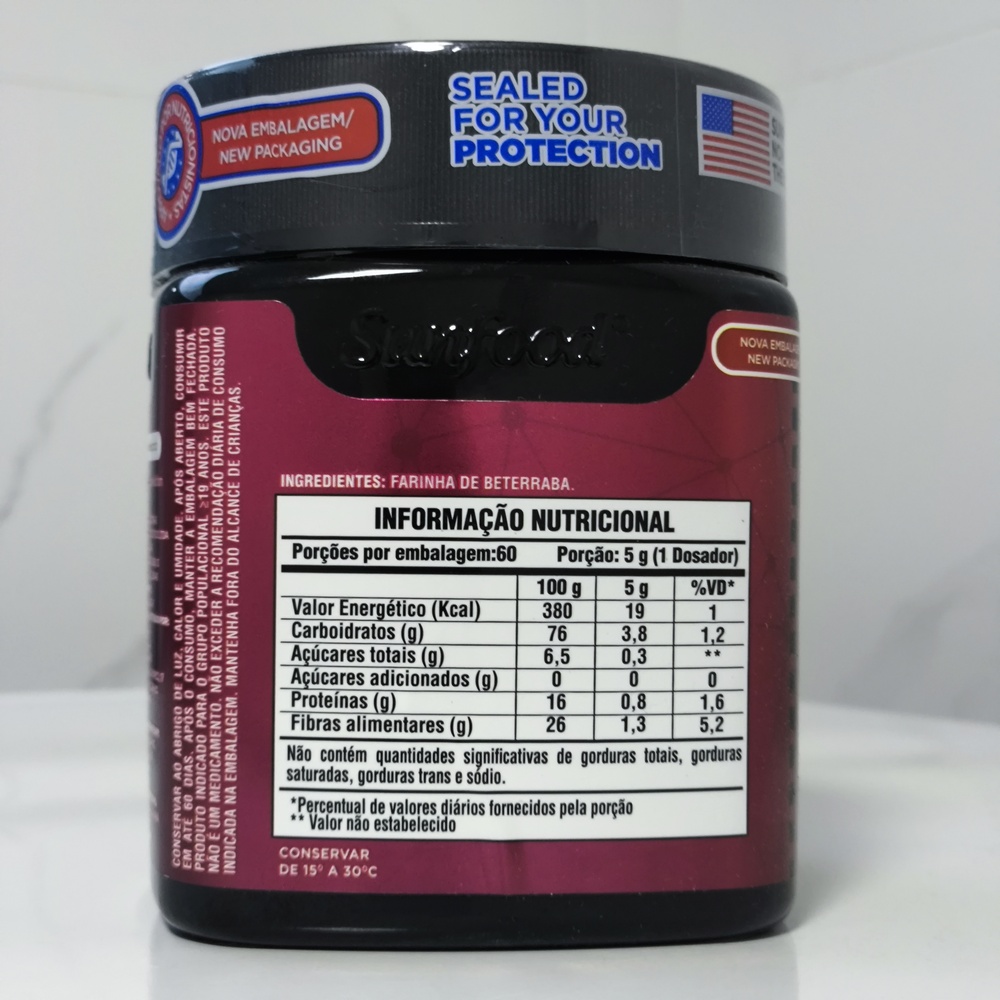 NOVA EMBALAGEM/
NEW PACKAGING
NUTRICIONISTAS
SEALED
FOR YOUR
PROTECTION
Sunfood
NOVA
NEW
CONSERVAR AO ABRIGO DE LUZ, CALOR E UMIDADE. APÓS ABERTO, CONSUMIR
EM ATÉ 60 DIAS. APÓS O CONSUMO, MANTER A EMBALAGEM BEM FECHADA.
PRODUTO INDICADO PARA O GRUPO POPULACIONAL ≥19 ANOS. ESTE PRODUTO
NÃO É UM MEDICAMENTO. NÃO EXCEDER A RECOMENDAÇÃO DIÁRIA DE CONSUMO
INDICADA NA EMBALAGEM. MANTENHA FORA DO ALCANCE DE CRIANÇAS.
INGREDIENTES: FARINHA DE BETERRABA.
INFORMAÇÃO NUTRICIONAL
Porções por embalagem:60 Porção: 5 g (1 Dosador)
100 g 5 g %VD*
Valor Energético (Kcal) 380 19 1
Carboidratos (g) 76 3,8 1,2
Açúcares totais (g) 6,5 0,3 **
Açúcares adicionados (g) 0 0 0
Proteínas (g) 16 0,8 1,6
Fibras alimentares (g) 26 1,3 5,2
Não contém quantidades significativas de gorduras totais, gorduras
saturadas, gorduras trans e sódio.
*Percentual de valores diários fornecidos pela porção
** Valor não estabelecido
CONSERVAR
DE 15º A 30ºC